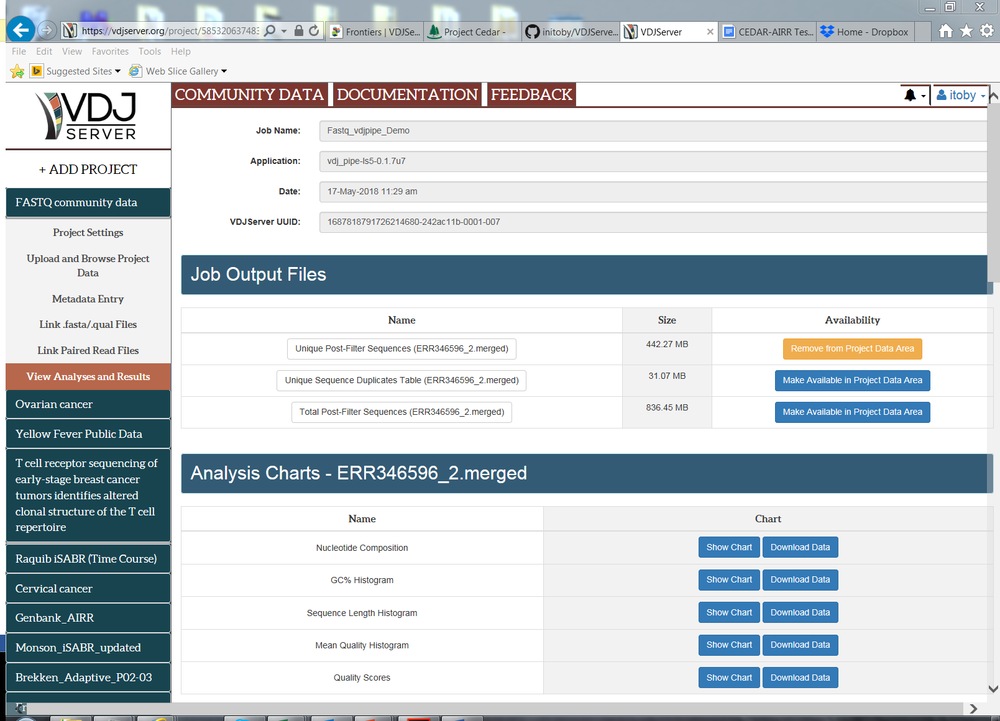 https://vdjserver.org/project/58532063748
Frontiers | VDJSe...
Project Cedar -
initoby/VDJServe...
VDJServer
CEDAR-AIRR Tes...
Home - Dropbox
File Edit View Favorites Tools Help
Suggested Sites
Web Slice Gallery
VDJ
SERVER
COMMUNITY DATA
DOCUMENTATION
FEEDBACK
itoby
+ ADD PROJECT
FASTQ community data
Project Settings
Upload and Browse Project
Data
Metadata Entry
Link .fasta/.qual Files
Link Paired Read Files
View Analyses and Results
Ovarian cancer
Yellow Fever Public Data
T cell receptor sequencing of
early-stage breast cancer
tumors identifies altered
clonal structure of the T cell
repertoire
Raquib iSABR (Time Course)
Cervical cancer
Genbank_AIRR
Monson_iSABR_updated
Brekken_Adaptive_P02-03
Job Name: Fastq_vdjpipe_Demo
Application: vdj_pipe-ls5-0.1.7u7
Date: 17-May-2018 11:29 am
VDJServer UUID: 1687818791726214680-242ac11b-0001-007
Job Output Files
Name Size Availability
Unique Post-Filter Sequences (ERR346596_2.merged) 442.27 MB Remove from Project Data Area
Unique Sequence Duplicates Table (ERR346596_2.merged) 31.07 MB Make Available in Project Data Area
Total Post-Filter Sequences (ERR346596_2.merged) 836.45 MB Make Available in Project Data Area
Analysis Charts - ERR346596_2.merged
Name Chart
Nucleotide Composition Show Chart Download Data
GC% Histogram Show Chart Download Data
Sequence Length Histogram Show Chart Download Data
Mean Quality Histogram Show Chart Download Data
Quality Scores Show Chart Download Data